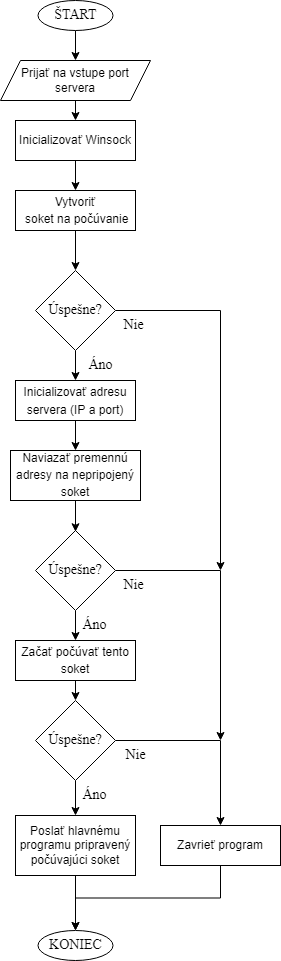 ŠTART
Prijať na vstupe port
servera
Inicializovať Winsock
Vytvoriť
soket na počúvanie
Úspešne?
Nie
Áno
Inicializovať adresu
servera (IP a port)
Naviazať premennú
adresy na nepripojený
soket
Úspešne?
Nie
Áno
Začať počúvať tento
soket
Úspešne?
Nie
Áno
Poslať hlavnému
programu pripravený
počúvajúci soket
Zavrieť program
KONIEC